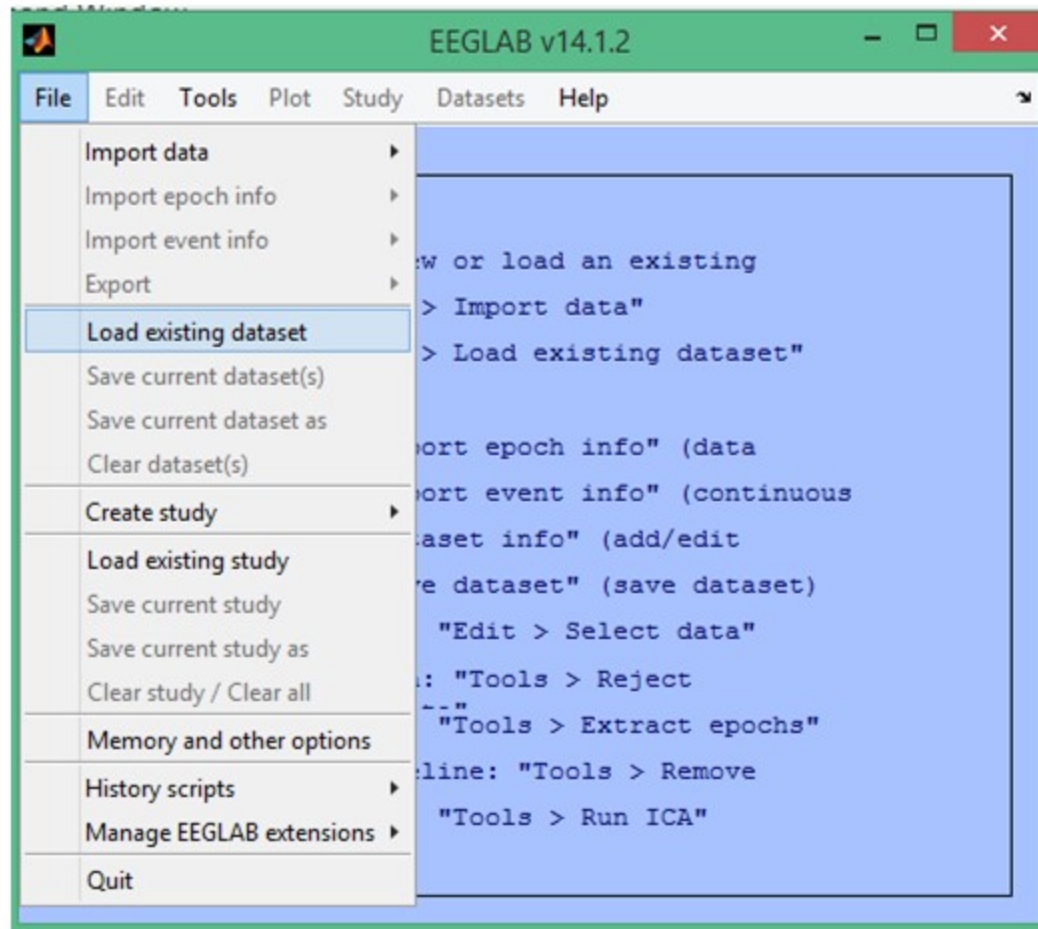 EEGLAB v14.1.2
File Edit Tools Plot Study Datasets Help
Import data
Import epoch info
Import event info
Export
Load existing dataset
Save current dataset(s)
Save current dataset as
Clear dataset(s)
Create study
Load existing study
Save current study
Save current study as
Clear study / Clear all
Memory and other options
History scripts
Manage EEGLAB extensions
Quit
or load an existing
> Import data"
> Load existing dataset"
epoch info" (data
event info" (continuous
info" (add/edit
dataset" (save dataset)
"Edit > Select data"
: "Tools > Reject
"Tools > Extract epochs"
: "Tools > Remove
"Tools > Run ICA"